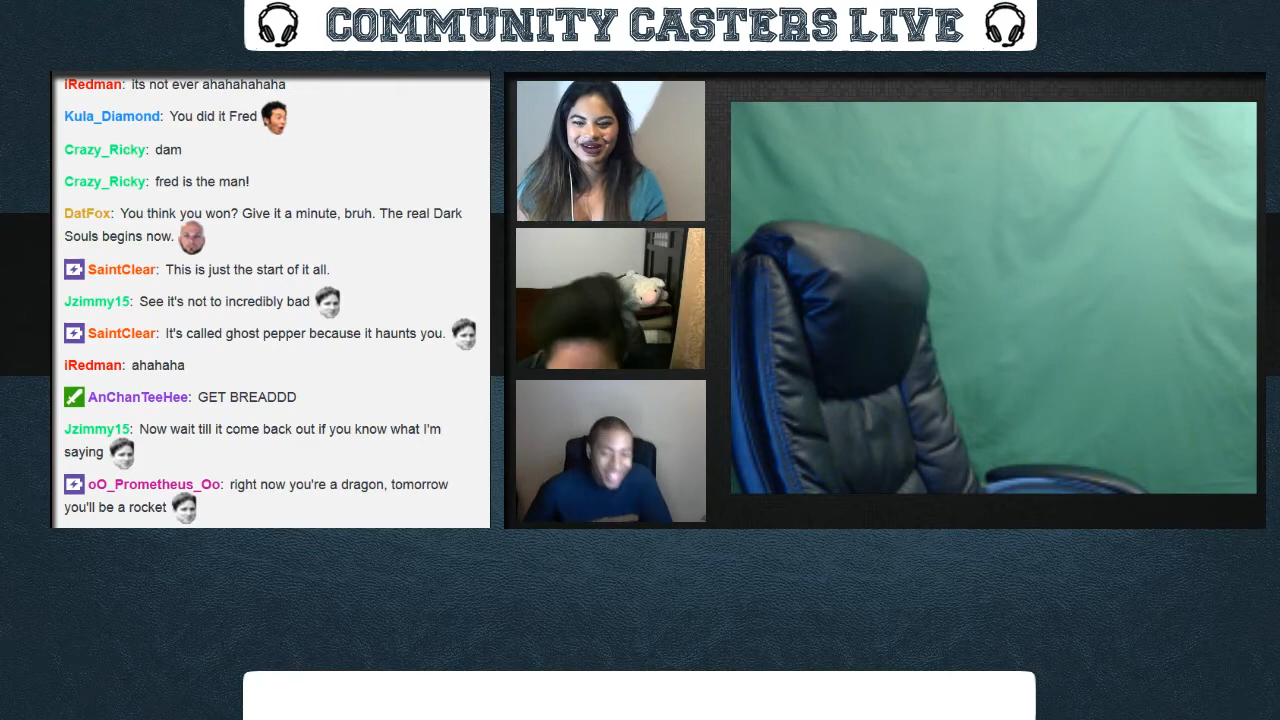 COMMUNITY CASTERS LIVE
iRedman: its not ever ahahahahaha
Kula_Diamond: You did it Fred
Crazy_Ricky: dam
Crazy_Ricky: fred is the man!
DatFox: You think you won? Give it a minute, bruh. The real Dark
Souls begins now.
SaintClear: This is just the start of it all.
Jzimmy15: See it's not to incredibly bad
SaintClear: It's called ghost pepper because it haunts you.
iRedman: ahahaha
AnChanTeeHee: GET BREADDD
Jzimmy15: Now wait till it come back out if you know what I'm
saying
oO_Prometheus_Oo: right now you're a dragon, tomorrow
you'll be a rocket